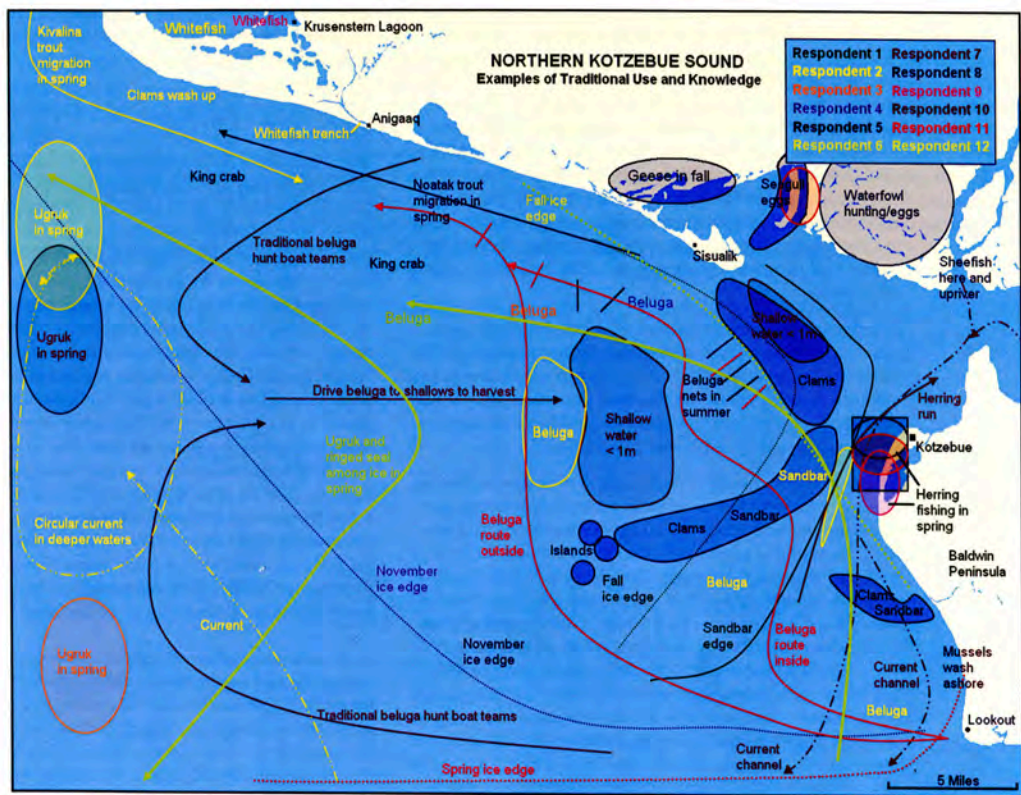 Kivalina
trout
migration
in spring
Whitefish
Whitefish
Krusenstern Lagoon
NORTHERN KOTZEBUE SOUND
Examples of Traditional Use and Knowledge
Respondent 1
Respondent 2
Respondent 3
Respondent 4
Respondent 5
Respondent 6
Respondent 7
Respondent 8
Respondent 9
Respondent 10
Respondent 11
Respondent 12
Clams wash up
Anigaaq
Whitefish trench
King crab
Noatak trout
migration in
spring
Fall ice
edge
Geese in fall
Seagull
eggs
Waterfowl
hunting/eggs
Sisualik
Sheefish
here and
upriver
Ugruk
in spring
Traditional beluga
hunt boat teams
King crab
Beluga
Beluga
Beluga
Shallow
water < 1m
Clams
Ugruk
in spring
Drive beluga to shallows to harvest
Beluga
nets in
summer
Herring
run
Kotzebue
Beluga
Shallow
water
< 1m
Ugruk and
ringed seal
among ice in
spring
Sandbar
Herring
fishing in
spring
Circular current
in deeper waters
Beluga
route
outside
Clams
Sandbar
Islands
Fall
ice edge
November
ice edge
Beluga
Baldwin
Peninsula
Clams
Sandbar
Current
Sandbar
edge
Beluga
route
inside
November
ice edge
Ugruk
in spring
Mussels
wash
ashore
Current
channel
Traditional beluga hunt boat teams
Beluga
Lookout
Current
channel
Spring ice edge
5 Miles